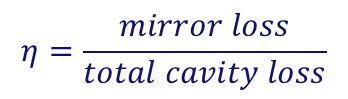 η = mirror loss / total cavity loss